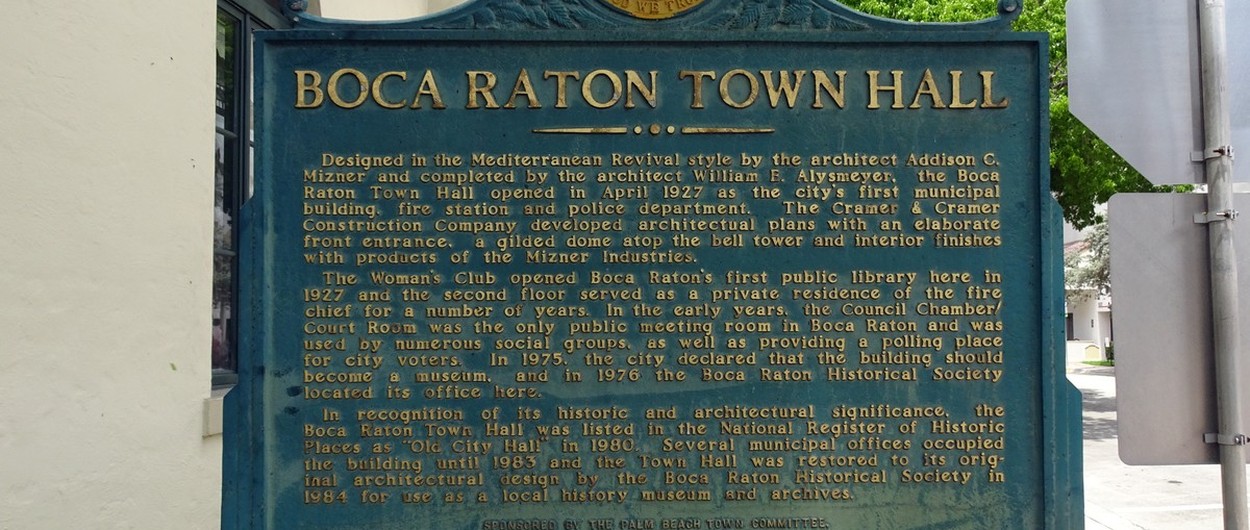 WE TRU
BOCA RATON TOWN HALL
Designed in the Mediterranean Revival style by the architect Addison C.
Mizner and completed by the architect William E. Alysmeyer, the Boca
Raton Town Hall opened in April 1927 as the city's first municipal
building, fire station and police department. The Cramer & Cramer
Construction Company developed architectual plans with an elaborate
front entrance, a gilded dome atop the bell tower and interior finishes
with products of the Mizner Industries.
The Woman's Club opened Boca Raton's first public library here in
1927 and the second floor served as a private residence of the fire
chief for a number of years. In the early years, the Council Chamber/
Court Room was the only public meeting room in Boca Raton and was
used by numerous social groups, as well as providing a polling place
for city voters. In 1975, the city declared that the building should
become a museum, and in 1976 the Boca Raton Historical Society
located its office here.
In recognition of its historic and architectural significance, the
Boca Raton Town Hall was listed in the National Register of Historic
Places as "Old City Hall" in 1980. Several municipal offices occupied
the building until 1983 and the Town Hall was restored to its orig-
inal architectural design by the Boca Raton Historical Society in
1984 for use as a local history museum and archives.
SPONSORED BY THE PALM BEACH TOWN COMMITTEE,